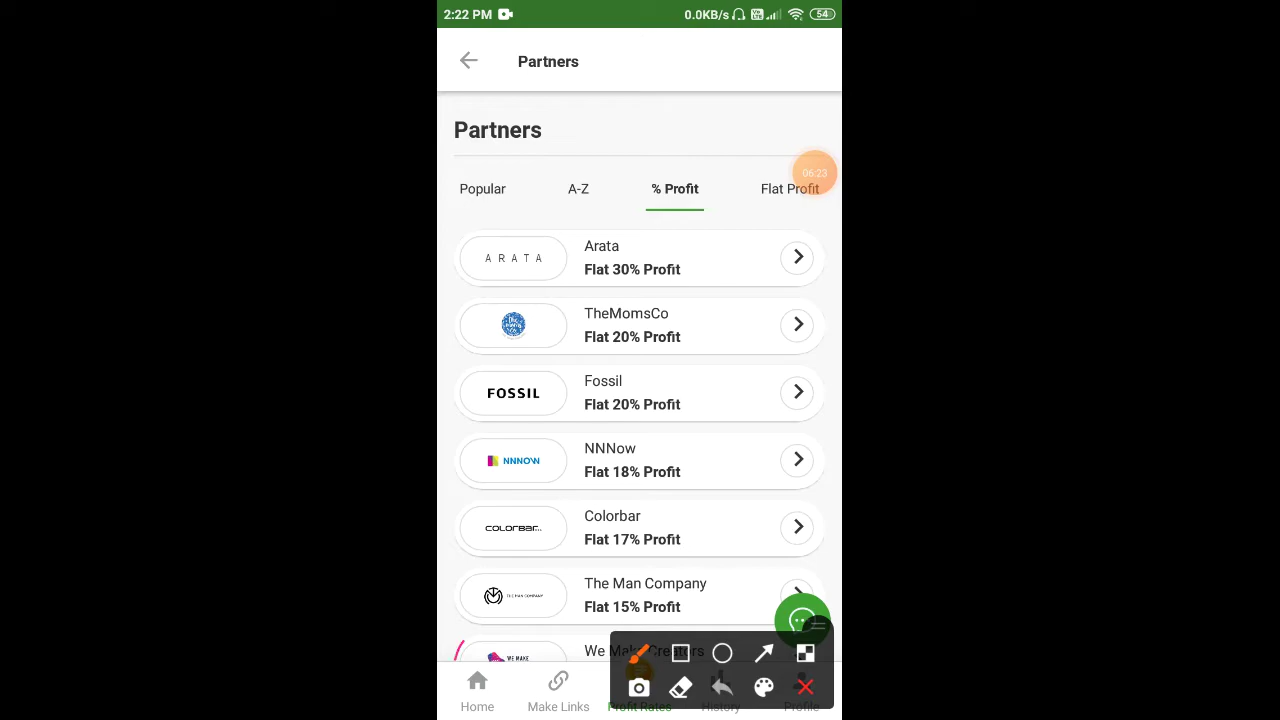 2:22 PM 0.0KB/s 54
Partners
Partners
06:23
Popular A-Z % Profit Flat Profit
ARATA
Arata
Flat 30% Profit
TheMomsCo
Flat 20% Profit
FOSSIL
Fossil
Flat 20% Profit
NNNOW
NNNow
Flat 18% Profit
COLORBAR
Colorbar
Flat 17% Profit
THE MAN COMPANY
The Man Company
Flat 15% Profit
WE MAKE
We Make Creators
Home Make Links Profit Rates History Profile